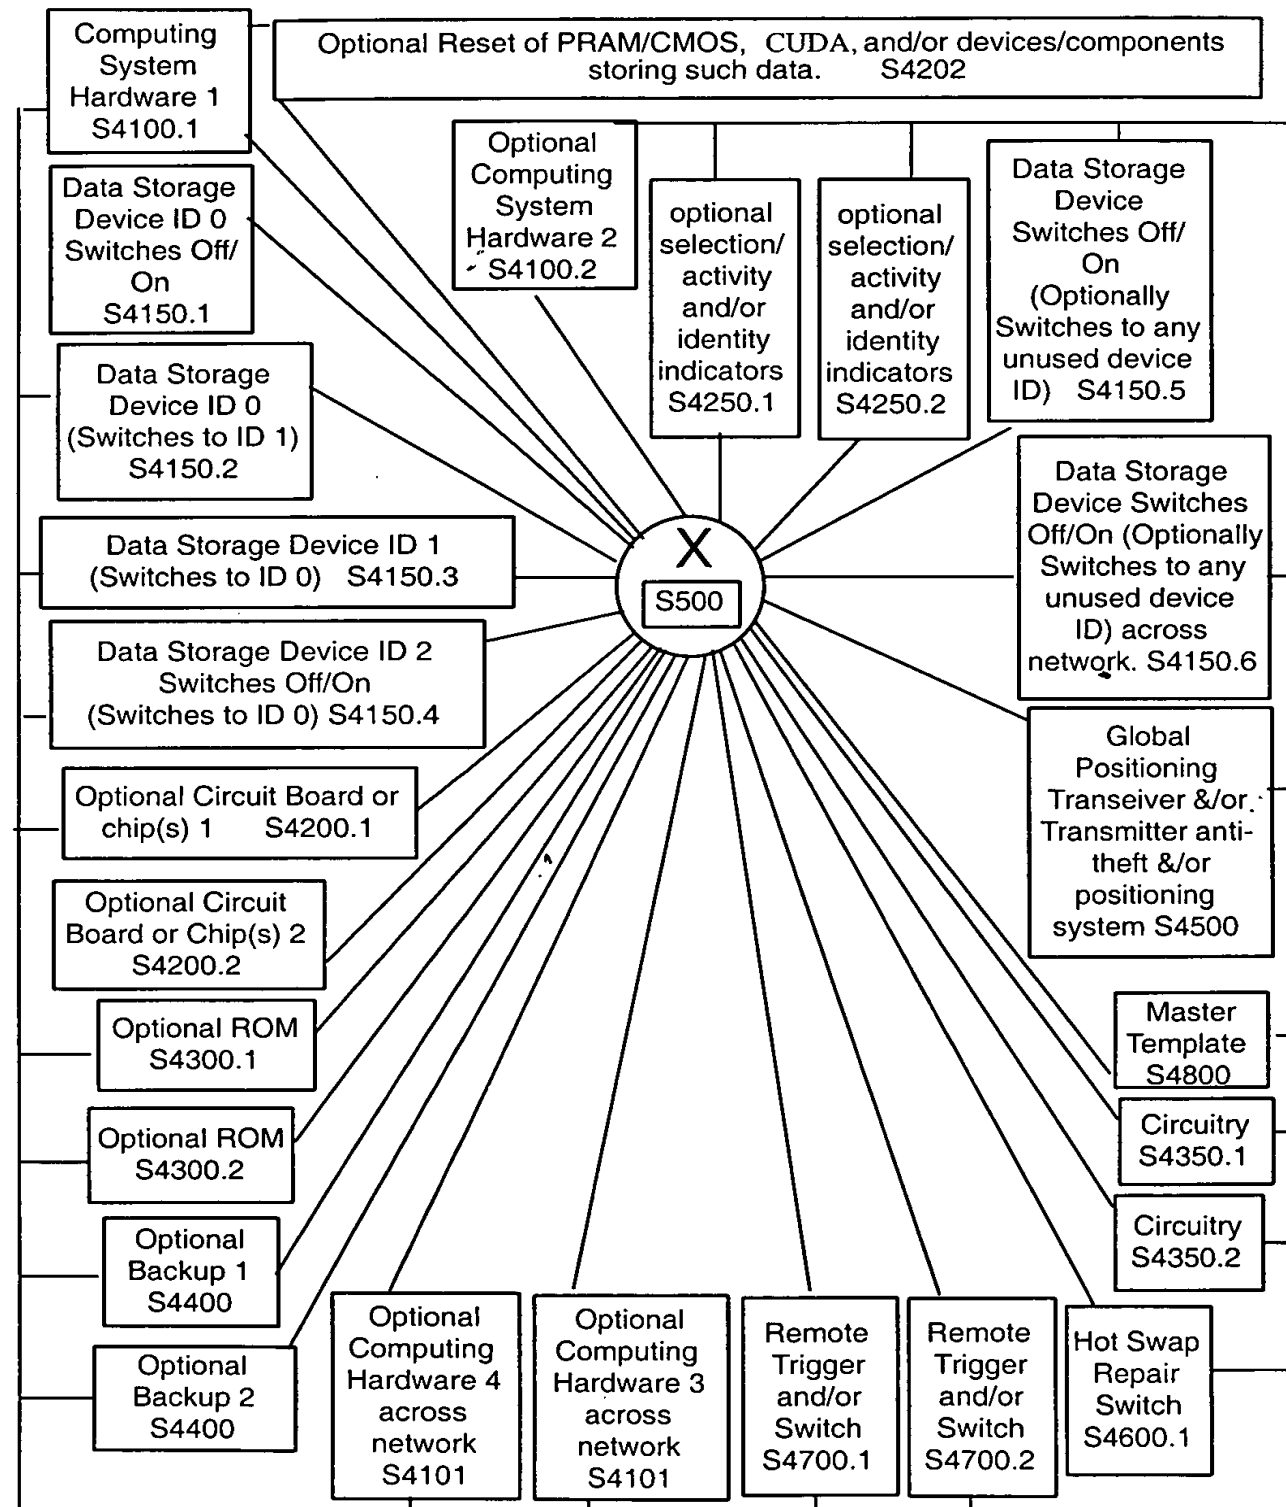 Computing
System
Hardware 1
S4100.1
Optional Reset of PRAM/CMOS, CUDA, and/or devices/components
storing such data. S4202
Data Storage
Device ID 0
Switches Off/
On
S4150.1
Optional
Computing
System
Hardware 2
S4100.2
optional
selection/
activity
and/or
identity
indicators
S4250.1
optional
selection/
activity
and/or
identity
indicators
S4250.2
Data Storage
Device
Switches Off/
On
(Optionally
Switches to any
unused device
ID) S4150.5
Data Storage
Device ID 0
(Switches to ID 1)
S4150.2
Data Storage
Device Switches
Off/On (Optionally
Switches to any
unused device
ID) across
network. S4150.6
Data Storage Device ID 1
(Switches to ID 0) S4150.3
X
S500
Data Storage Device ID 2
Switches Off/On
(Switches to ID 0) S4150.4
Global
Positioning
Transeiver &/or
Transmitter anti-
theft &/or
positioning
system S4500
Optional Circuit Board or
chip(s) 1 S4200.1
Optional Circuit
Board or Chip(s) 2
S4200.2
Optional ROM
S4300.1
Master
Template
S4800
Optional ROM
S4300.2
Circuitry
S4350.1
Circuitry
S4350.2
Optional
Backup 1
S4400
Optional
Backup 2
S4400
Optional
Computing
Hardware 4
across
network
S4101
Optional
Computing
Hardware 3
across
network
S4101
Remote
Trigger
and/or
Switch
S4700.1
Remote
Trigger
and/or
Switch
S4700.2
Hot Swap
Repair
Switch
S4600.1